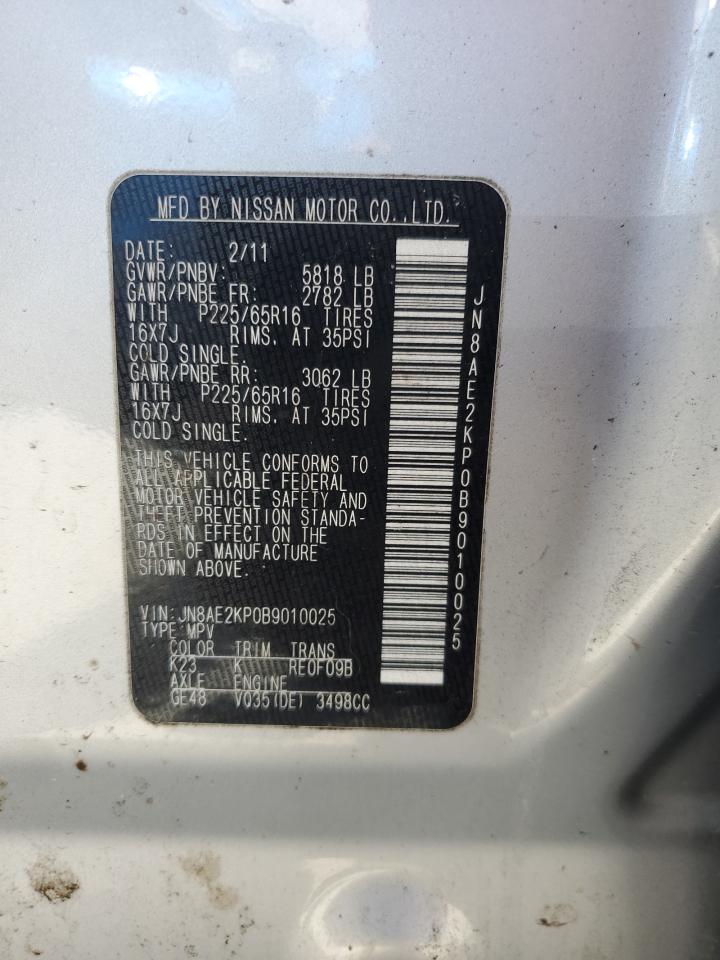 MFD BY NISSAN MOTOR CO.,LTD.
DATE: 2/11
GVWR/PNBV: 5818 LB
GAWR/PNBE FR: 2782 LB
WITH P225/65R16 TIRES
16X7J RIMS, AT 35PSI
COLD SINGLE.
GAWR/PNBE RR: 3062 LB
WITH P225/65R16 TIRES
16X7J RIMS, AT 35PSI
COLD SINGLE.
THIS VEHICLE CONFORMS TO
ALL APPLICABLE FEDERAL
MOTOR VEHICLE SAFETY AND
THEFT PREVENTION STANDA-
RDS IN EFFECT ON THE
DATE OF MANUFACTURE
SHOWN ABOVE.
VIN:JN8AE2KP0B9010025
TYPE:MPV
COLOR TRIM TRANS
K23 K RE0F09B
AXLE ENGINE
GE48 VQ35(DE) 3498CC
JN8AE2KP0B9010025